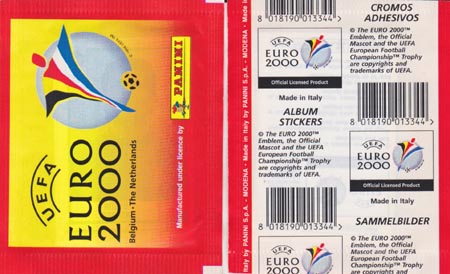 UEFA
EURO
2000
Belgium - The Netherlands
PANINI
Manufactured under licence by
Made in Italy by PANINI S.p.A. - MODENA - Made in Italy by PANINI S.p.A. - MODENA - Made in
8 018190 013344 >
UEFA
EURO
2000
Official Licensed Product
CROMOS
ADHESIVOS
© The EURO 2000™
Emblem, the Official
Mascot and the UEFA
European Football
Championship™ Trophy
are copyrights and
trademarks of UEFA.
Made in Italy
ALBUM
STICKERS
© The EURO 2000™
Emblem, the Official
Mascot and the UEFA
European Football
Championship™ Trophy
are copyrights and
trademarks of UEFA.
8 018190 013344 >
UEFA
EURO
2000
Official Licensed Product
Made in Italy
8 018190 013344 >
SAMMELBILDER
© The EURO 2000™
Emblem, the Official
Mascot and the UEFA
European Football
Championship™ Trophy
are copyrights and
UEFA
EURO
2000